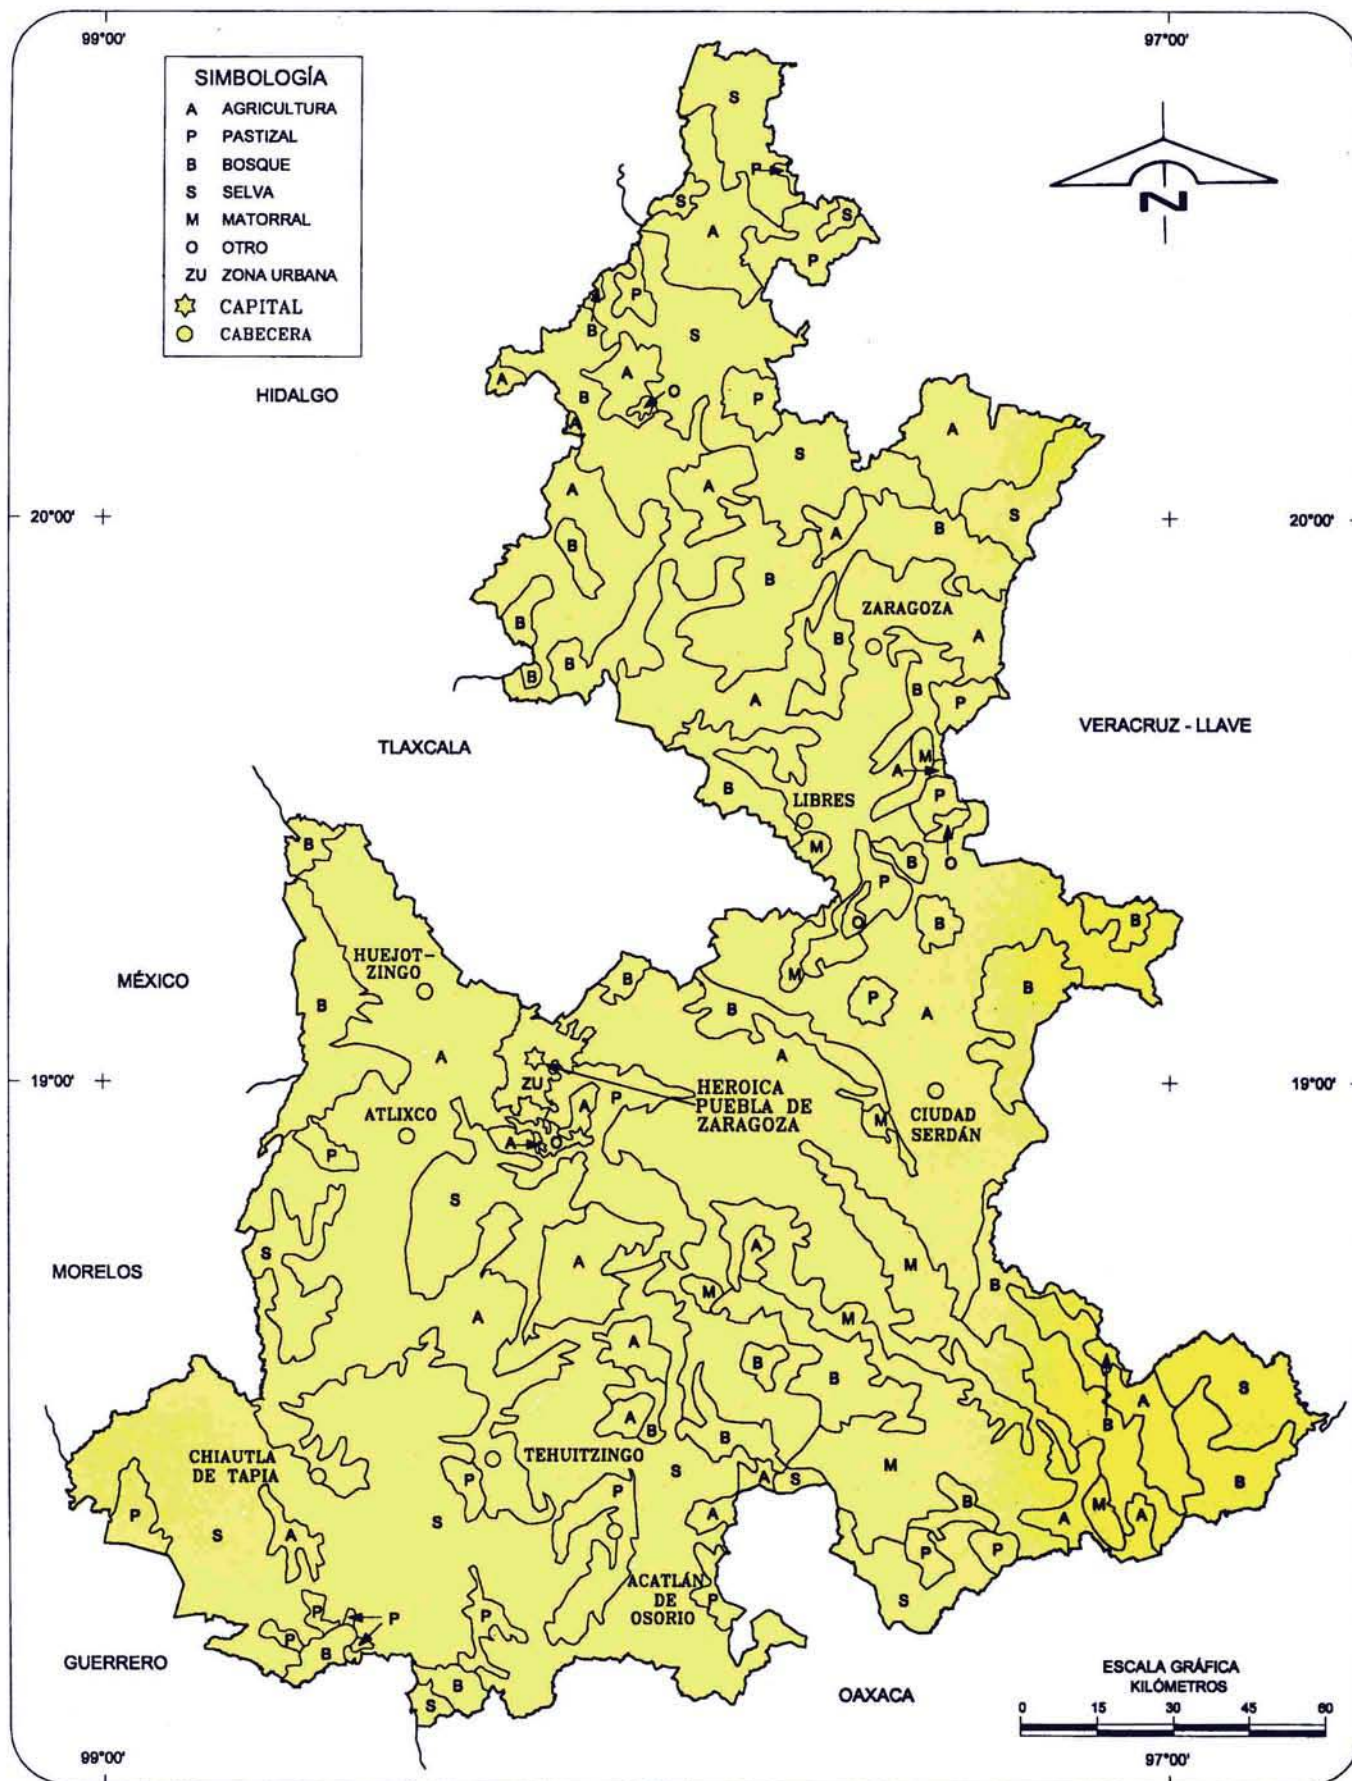 99°00'
97°00'
SIMBOLOGÍA
A AGRICULTURA
P PASTIZAL
B BOSQUE
S SELVA
M MATORRAL
O OTRO
ZU ZONA URBANA
CAPITAL
CABECERA
N
S
P
S
S
A
P
P
B
S
A
A
O
HIDALGO
B
P
A
A
S
A
A
20°00'
S
20°00'
B
A
B
B
ZARAGOZA
B
B
A
B
B
B
P
A
VERACRUZ - LLAVE
TLAXCALA
M
A
B
P
LIBRES
B
M
B
O
P
O
B
B
HUEJOT-
ZINGO
B
M
MÉXICO
B
P
B
B
A
A
A
19°00'
ZU
HEROICA
PUEBLA DE
ZARAGOZA
19°00'
P
A
ATLIXCO
CIUDAD
SERDÁN
M
A
O
P
S
A
S
A
M
MORELOS
M
B
A
M
A
B
B
S
A
A
B
B
B
CHIAUTLA
DE TAPIA
TEHUITZINGO
S
M
A
S
P
P
B
B
P
S
S
A
A
M
A
A
P
P
ACATLÁN
DE
OSORIO
P
S
P
P
P
P
B
GUERRERO
ESCALA GRÁFICA
KILÓMETROS
B
S
OAXACA
0 15 30 45 60
99°00'
97°00'